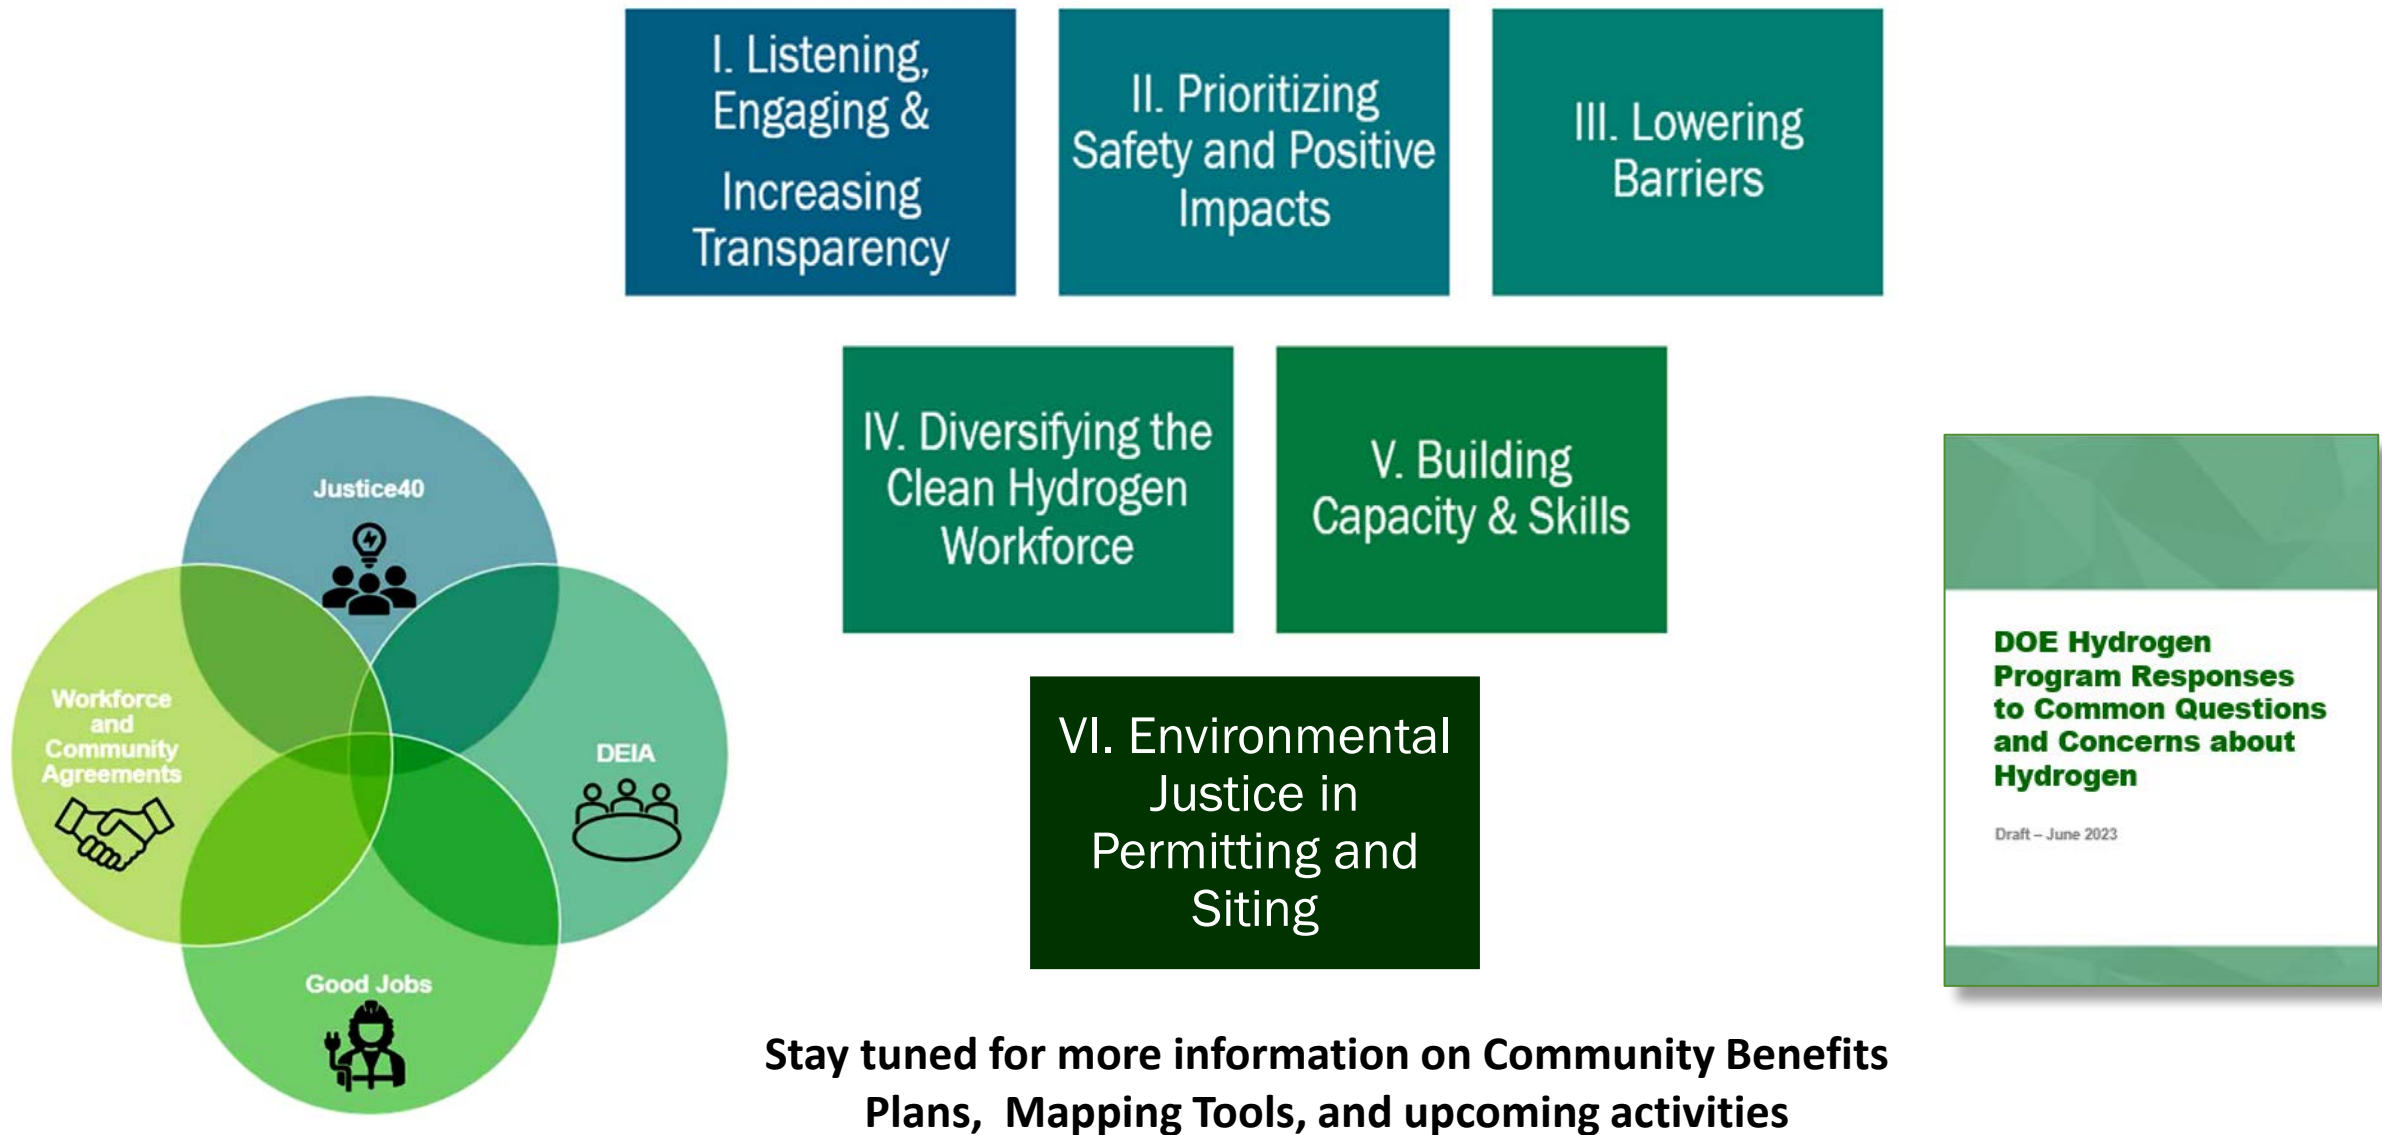 I. Listening,
Engaging &
Increasing
Transparency
II. Prioritizing
Safety and Positive
Impacts
III. Lowering
Barriers
IV. Diversifying the
Clean Hydrogen
Workforce
V. Building
Capacity & Skills
VI. Environmental
Justice in
Permitting and
Siting
Justice40
Workforce
and
Community
Agreements
DEIA
Good Jobs
DOE Hydrogen
Program Responses
to Common Questions
and Concerns about
Hydrogen
Draft – June 2023
Stay tuned for more information on Community Benefits
Plans,  Mapping Tools, and upcoming activities